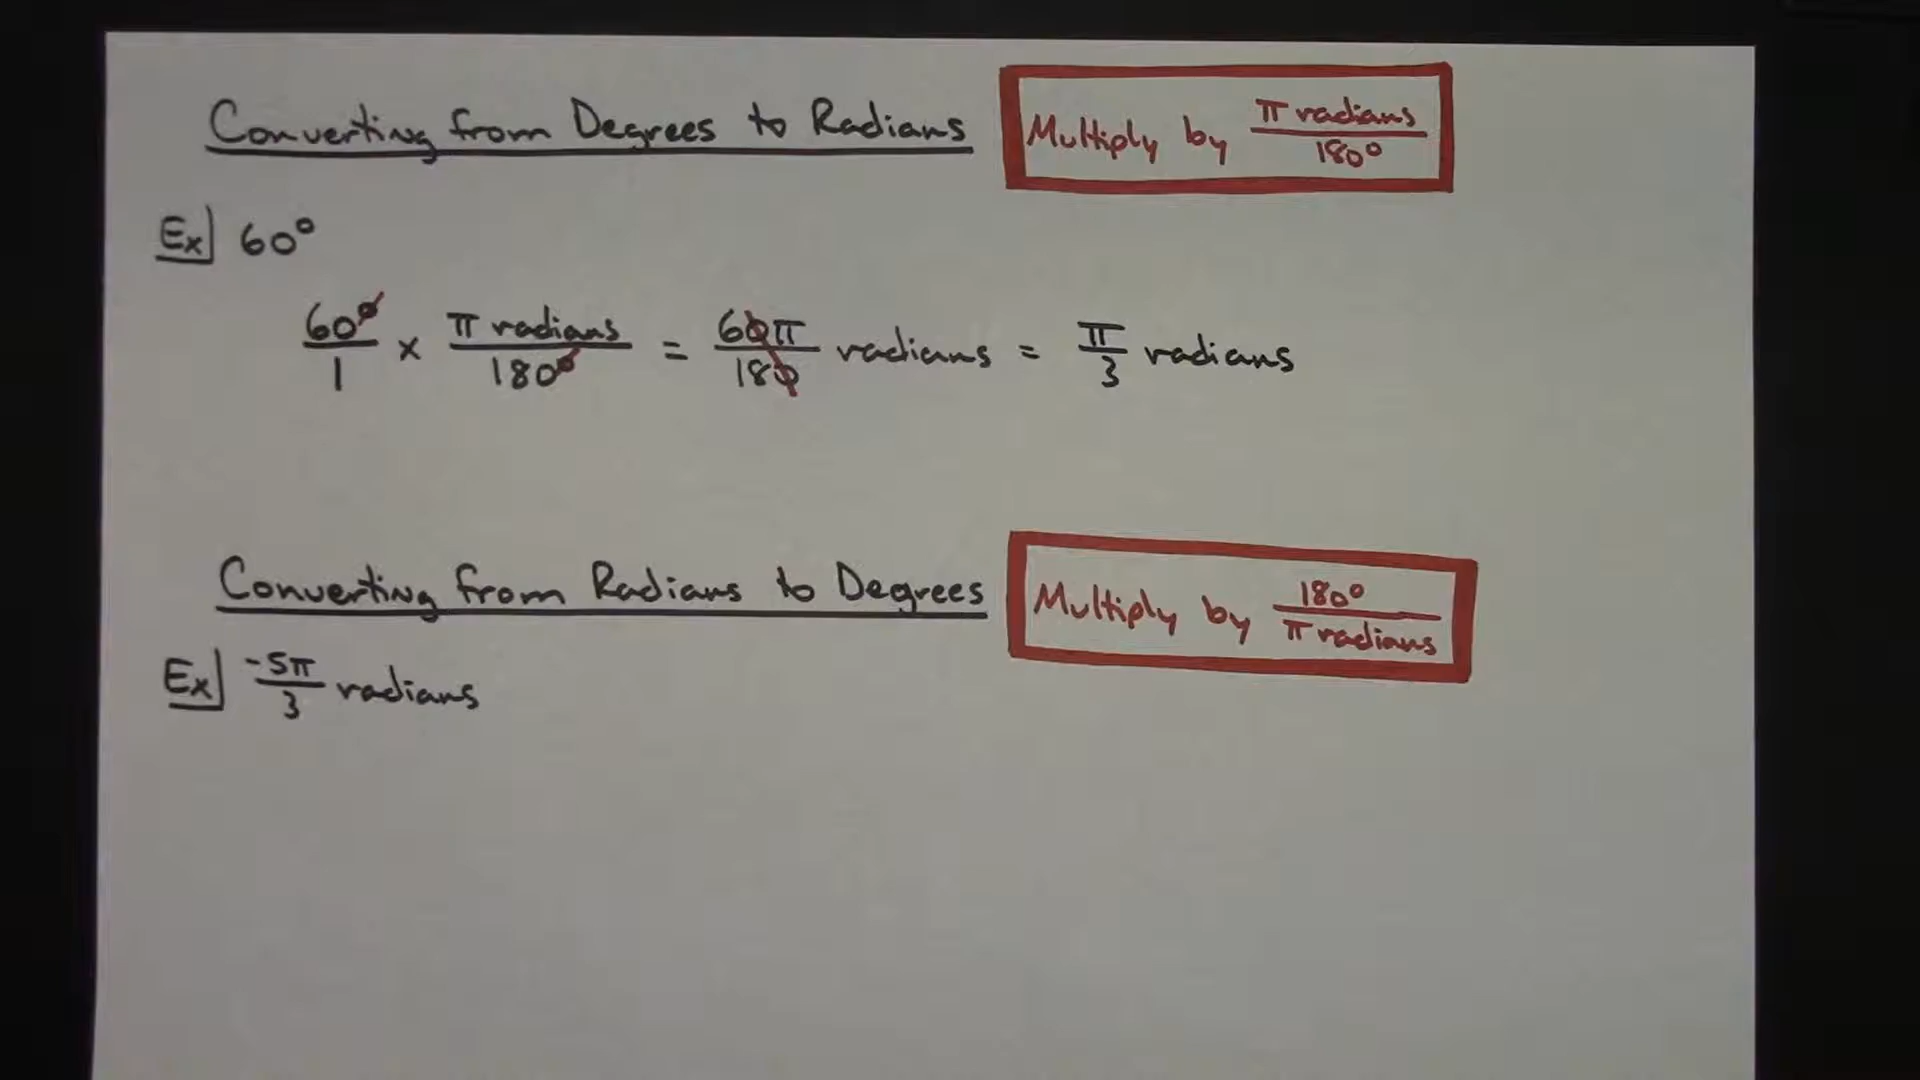 Converting from Degrees to Radians
Multiply by π radians / 180°
Ex] 60°
60° / 1 × π radians / 180° = 60π / 180 radians = π / 3 radians
Converting from Radians to Degrees
Multiply by 180° / π radians
Ex] -5π / 3 radians